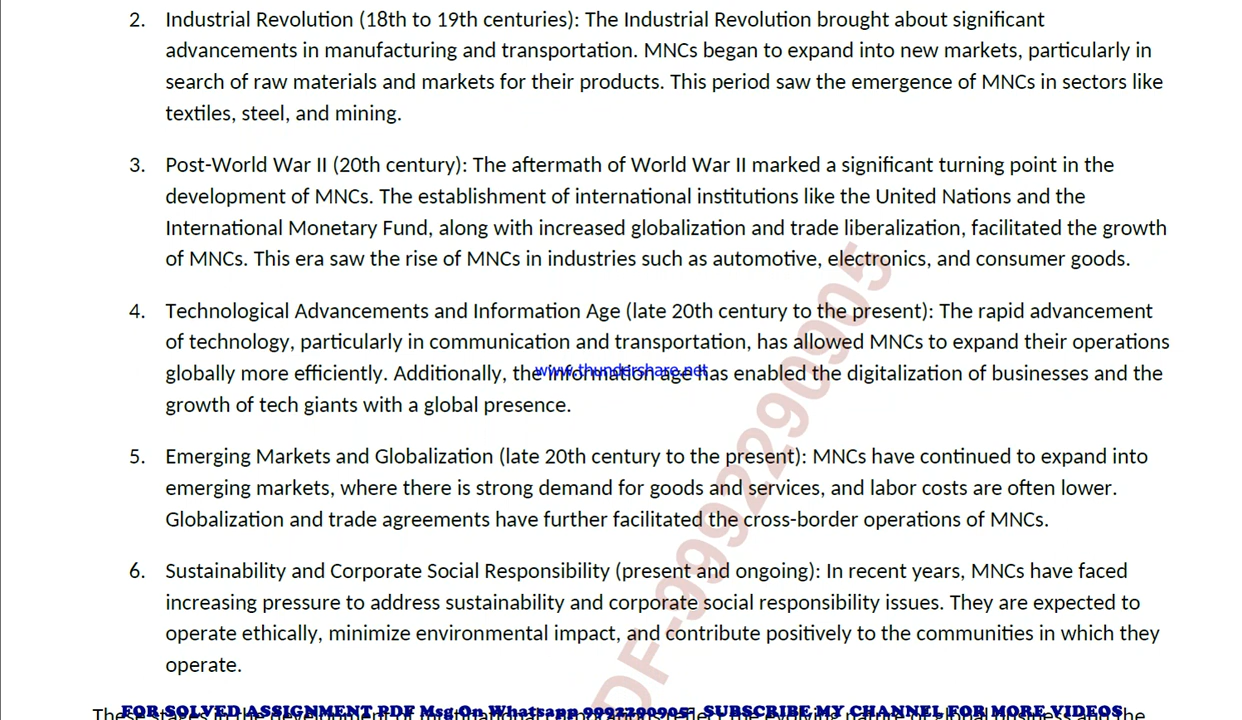 2. Industrial Revolution (18th to 19th centuries): The Industrial Revolution brought about significant
advancements in manufacturing and transportation. MNCs began to expand into new markets, particularly in
search of raw materials and markets for their products. This period saw the emergence of MNCs in sectors like
textiles, steel, and mining.
3. Post-World War II (20th century): The aftermath of World War II marked a significant turning point in the
development of MNCs. The establishment of international institutions like the United Nations and the
International Monetary Fund, along with increased globalization and trade liberalization, facilitated the growth
of MNCs. This era saw the rise of MNCs in industries such as automotive, electronics, and consumer goods.
4. Technological Advancements and Information Age (late 20th century to the present): The rapid advancement
of technology, particularly in communication and transportation, has allowed MNCs to expand their operations
globally more efficiently. Additionally, the information age has enabled the digitalization of businesses and the
www.thundershare.net
growth of tech giants with a global presence.
5. Emerging Markets and Globalization (late 20th century to the present): MNCs have continued to expand into
emerging markets, where there is strong demand for goods and services, and labor costs are often lower.
Globalization and trade agreements have further facilitated the cross-border operations of MNCs.
6. Sustainability and Corporate Social Responsibility (present and ongoing): In recent years, MNCs have faced
increasing pressure to address sustainability and corporate social responsibility issues. They are expected to
operate ethically, minimize environmental impact, and contribute positively to the communities in which they
operate.
DF-9992290905
FOR SOLVED ASSIGNMENT PDF Msg On Whatsapp 9992290905 SUBSCRIBE MY CHANNEL FOR MORE VIDEOS